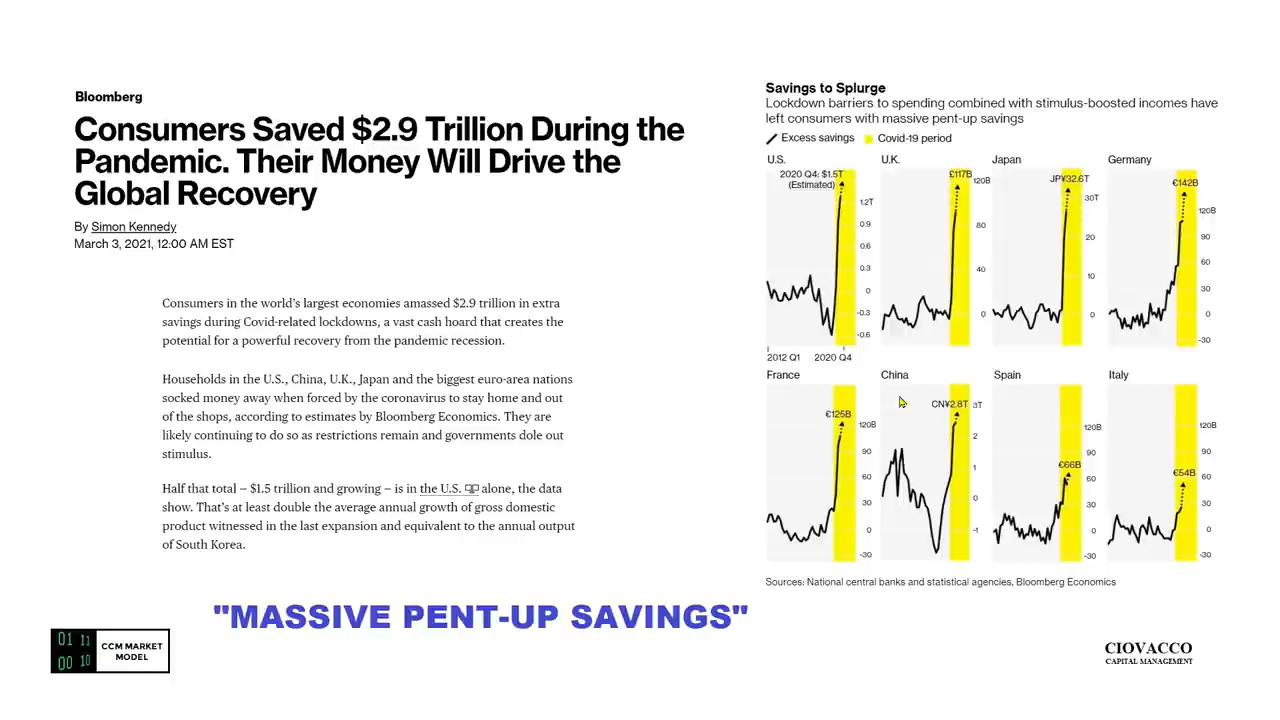 Bloomberg
Consumers Saved $2.9 Trillion During the
Pandemic. Their Money Will Drive the
Global Recovery
By Simon Kennedy
March 3, 2021, 12:00 AM EST
Consumers in the world's largest economies amassed $2.9 trillion in extra
savings during Covid-related lockdowns, a vast cash hoard that creates the
potential for a powerful recovery from the pandemic recession.
Households in the U.S., China, U.K., Japan and the biggest euro-area nations
socked money away when forced by the coronavirus to stay home and out
of the shops, according to estimates by Bloomberg Economics. They are
likely continuing to do so as restrictions remain and governments dole out
stimulus.
Half that total – $1.5 trillion and growing – is in the U.S. alone, the data
show. That's at least double the average annual growth of gross domestic
product witnessed in the last expansion and equivalent to the annual output
of South Korea.
"MASSIVE PENT-UP SAVINGS"
01 11
00 10
CCM MARKET
MODEL
Savings to Splurge
Lockdown barriers to spending combined with stimulus-boosted incomes have
left consumers with massive pent-up savings
Excess savings Covid-19 period
U.S.
2020 Q4: $1.5T
(Estimated)
1.2T
0.9
0.6
0.3
0
-0.3
-0.6
2012 Q1 2020 Q4
U.K.
£117B
120B
80
40
0
Japan
JP¥32.6T
30T
20
10
0
Germany
€142B
120B
90
60
30
0
-30
France
€125B
120B
90
60
30
0
-30
China
CN¥2.8T
3T
2
1
0
-1
Spain
€66B
120B
90
60
30
0
-30
Italy
€54B
120B
90
60
30
0
-30
Sources: National central banks and statistical agencies, Bloomberg Economics
CIOVACCO
CAPITAL MANAGEMENT